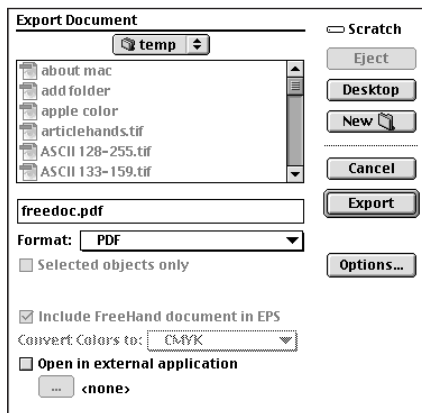 Export Document
temp
about mac
add folder
apple color
articlehands.tif
ASCII 128-255.tif
ASCII 133-159.tif
freedoc.pdf
Format: PDF
Selected objects only
Include FreeHand document in EPS
Convert Colors to: CMYK
Open in external application
... <none>
Scratch
Eject
Desktop
New
Cancel
Export
Options...